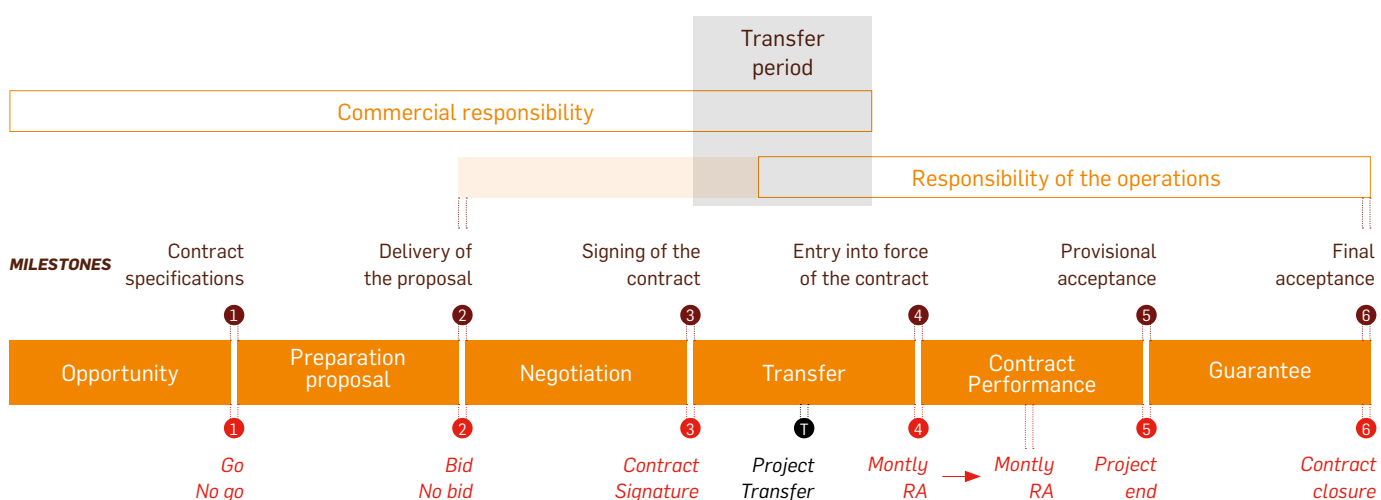 Transfer
period
Commercial responsibility
Responsibility of the operations
MILESTONES
Contract
specifications
Delivery of
the proposal
Signing of the
contract
Entry into force
of the contract
Provisional
acceptance
Final
acceptance
1
2
3
4
5
6
Opportunity
Preparation
proposal
Negotiation
Transfer
Contract
Performance
Guarantee
1
2
3
T
4
5
6
Go
No go
Bid
No bid
Contract
Signature
Project
Transfer
Montly
RA
Montly
RA
Project
end
Contract
closure